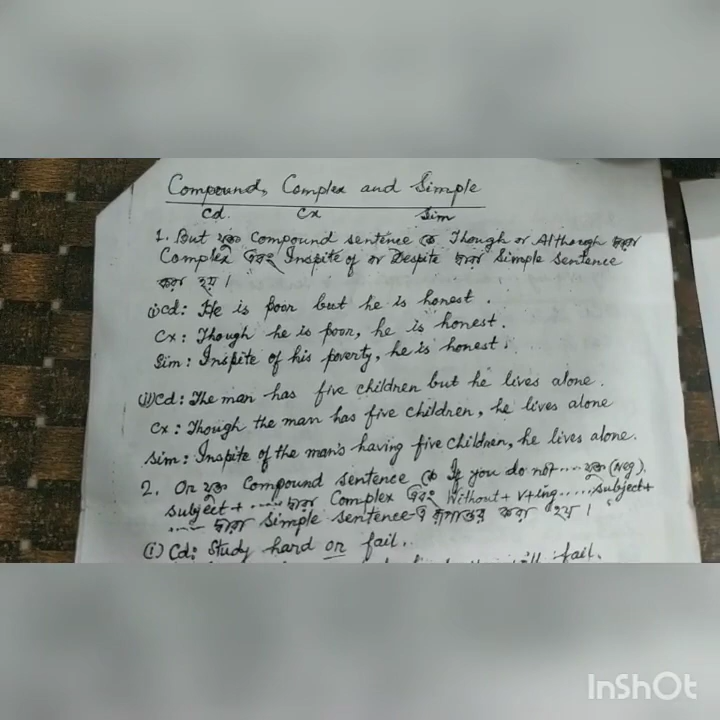 Compound, Complex and Simple
Cd. Cx Sim
1. But যুক্ত Compound sentence কে Though or Although দ্বারা
Complex এবং Inspite of or Despite দ্বারা Simple Sentence
করা হয় ।
(i) Cd: He is poor but he is honest.
Cx: Though he is poor, he is honest.
Sim: Inspite of his poverty, he is honest.
(ii) Cd: The man has five children but he lives alone.
Cx: Though the man has five children, he lives alone
Sim: Inspite of the man's having five children, he lives alone.
2. Or যুক্ত Compound sentence কে If you do not .... যুক্ত (Neg),
subject + ..... দ্বারা Complex এবং Without + V + ing ..... subject +
..... দ্বারা Simple sentence-এ রূপান্তর করা হয় ।
(i) Cd: Study hard or fail.
fail.
InShOt